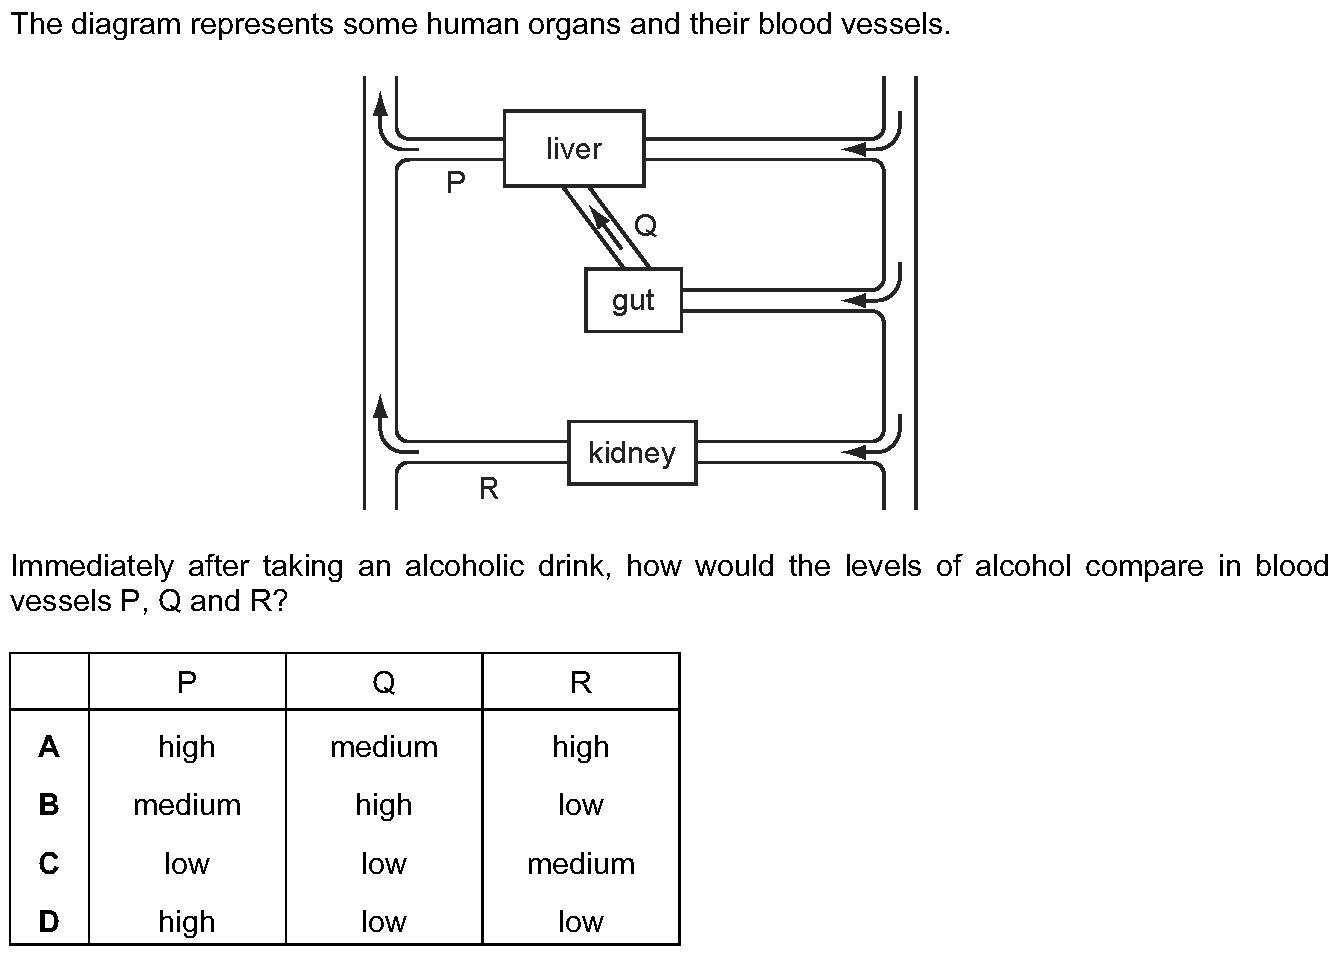 The diagram represents some human organs and their blood vessels.
liver
P
Q
gut
kidney
R
Immediately after taking an alcoholic drink, how would the levels of alcohol compare in blood
vessels P, Q and R?
P Q R
A high medium high
B medium high low
C low low medium
D high low low